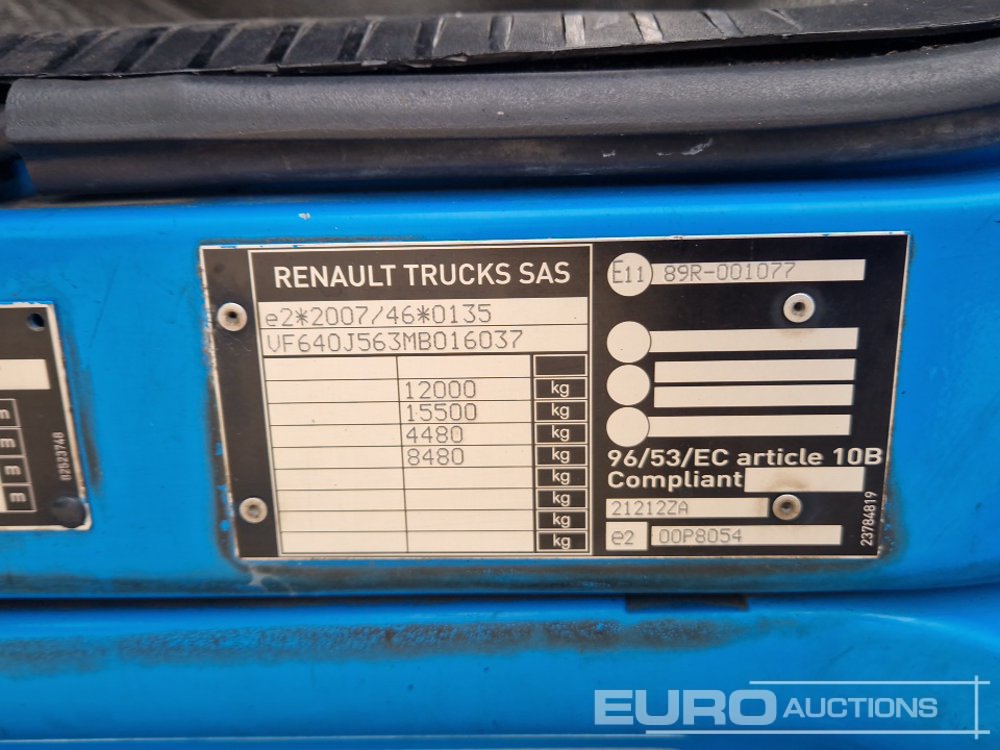 RENAULT TRUCKS SAS
e2*2007/46*0135
VF640J563MB016037
12000 kg
15500 kg
4480 kg
8480 kg
kg
kg
kg
kg
E11 89R-001077
96/53/EC article 10B
Compliant
21212ZA
e2 00P8054
23784819
82523748
m
m
m
m
EURO AUCTIONS